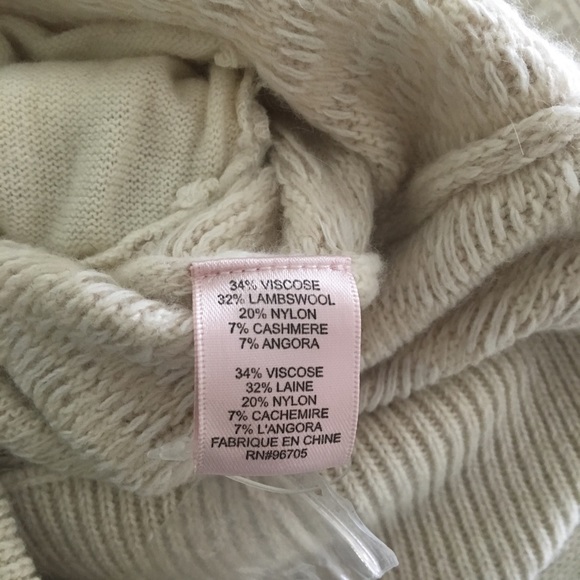 34% VISCOSE
32% LAMBSWOOL
20% NYLON
7% CASHMERE
7% ANGORA
34% VISCOSE
32% LAINE
20% NYLON
7% CACHEMIRE
7% L'ANGORA
FABRIQUE EN CHINE
RN#96705